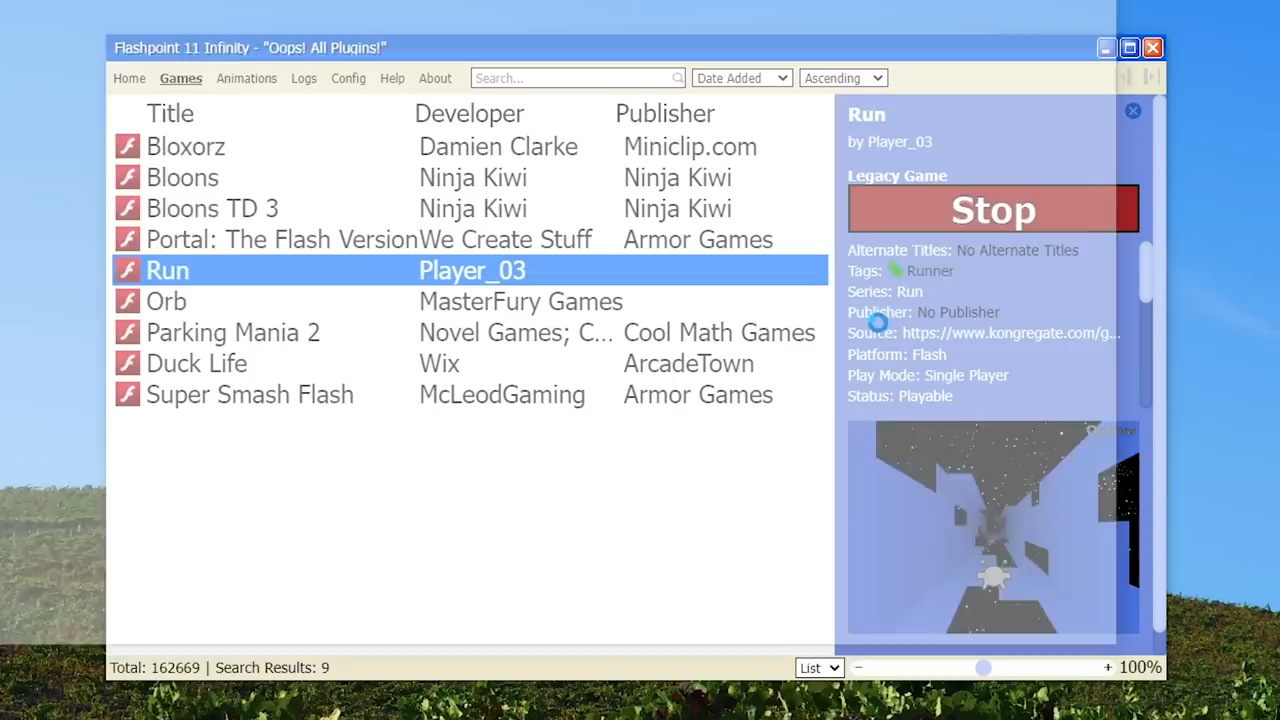 Flashpoint 11 Infinity - "Oops! All Plugins!"
Home Games Animations Logs Config Help About Search... Date Added Ascending
Title Developer Publisher
Bloxorz Damien Clarke Miniclip.com
Bloons Ninja Kiwi Ninja Kiwi
Bloons TD 3 Ninja Kiwi Ninja Kiwi
Portal: The Flash Version We Create Stuff Armor Games
Run Player_03
Orb MasterFury Games
Parking Mania 2 Novel Games; C... Cool Math Games
Duck Life Wix ArcadeTown
Super Smash Flash McLeodGaming Armor Games
Run
by Player_03
Legacy Game
Stop
Alternate Titles: No Alternate Titles
Tags: Runner
Series: Run
Publisher: No Publisher
Source: https://www.kongregate.com/g...
Platform: Flash
Play Mode: Single Player
Status: Playable
Total: 162669 | Search Results: 9
List − + 100%